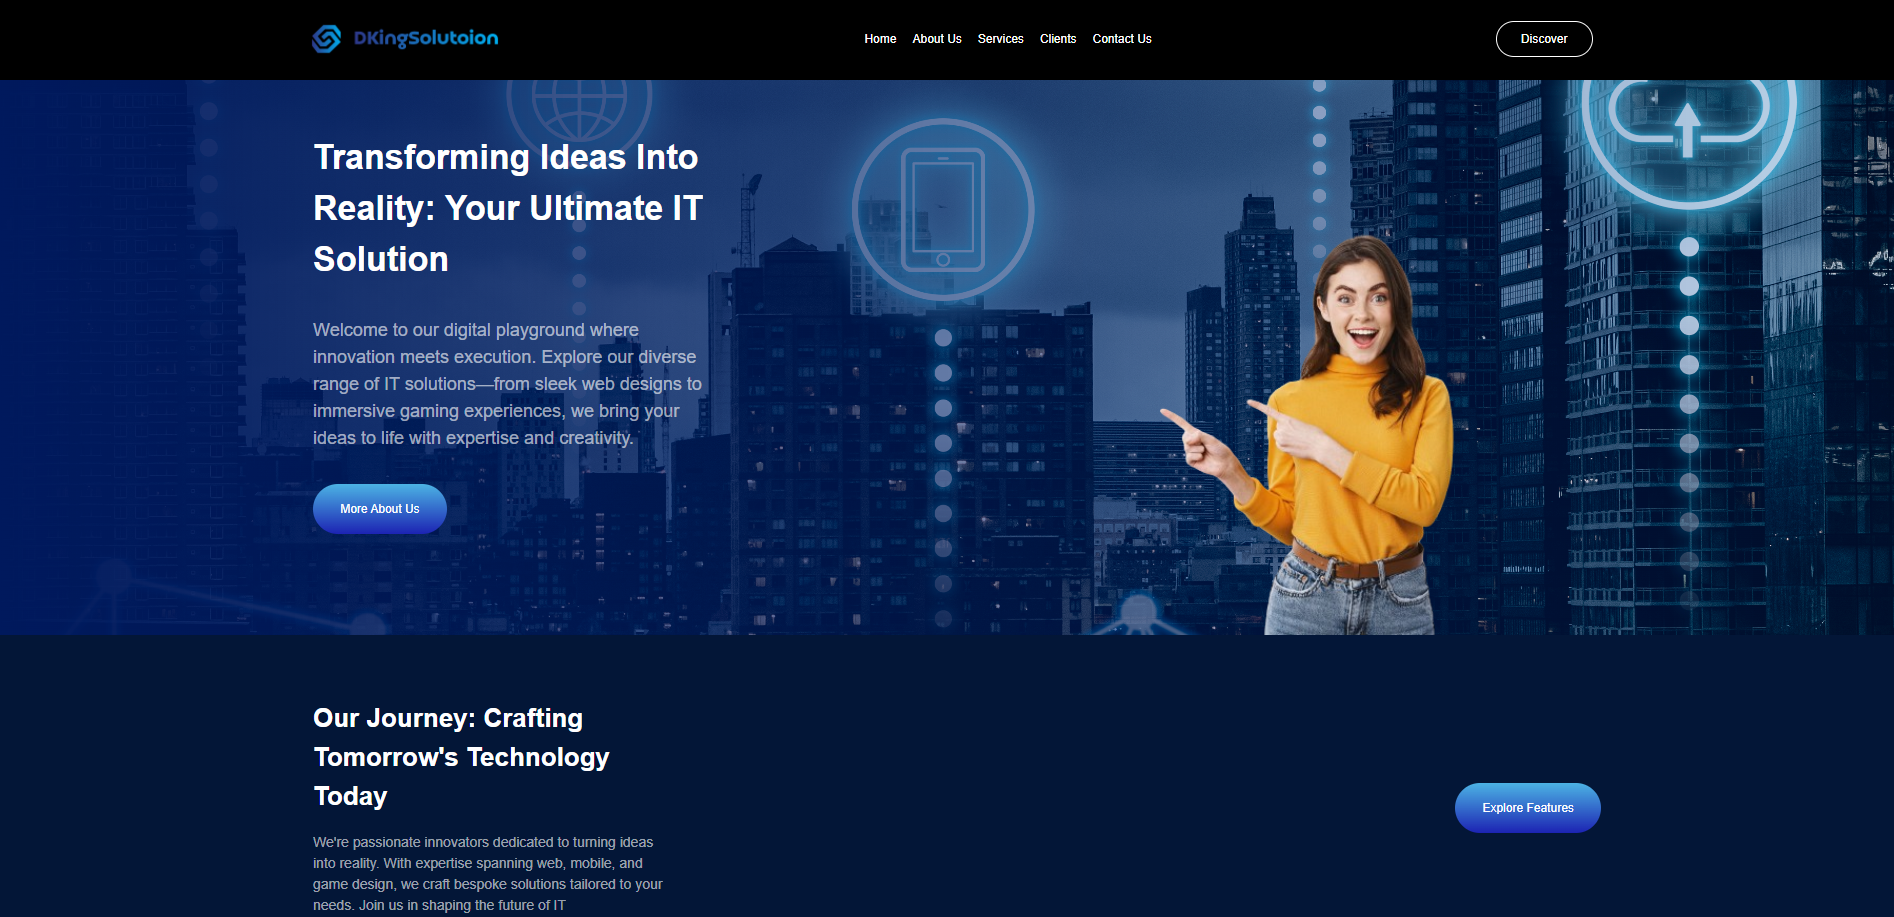 DKingSolutoion
Home About Us Services Clients Contact Us
Discover
Transforming Ideas Into
Reality: Your Ultimate IT
Solution
Welcome to our digital playground where
innovation meets execution. Explore our diverse
range of IT solutions—from sleek web designs to
immersive gaming experiences, we bring your
ideas to life with expertise and creativity.
More About Us
Our Journey: Crafting
Tomorrow's Technology
Today
Explore Features
We're passionate innovators dedicated to turning ideas
into reality. With expertise spanning web, mobile, and
game design, we craft bespoke solutions tailored to your
needs. Join us in shaping the future of IT